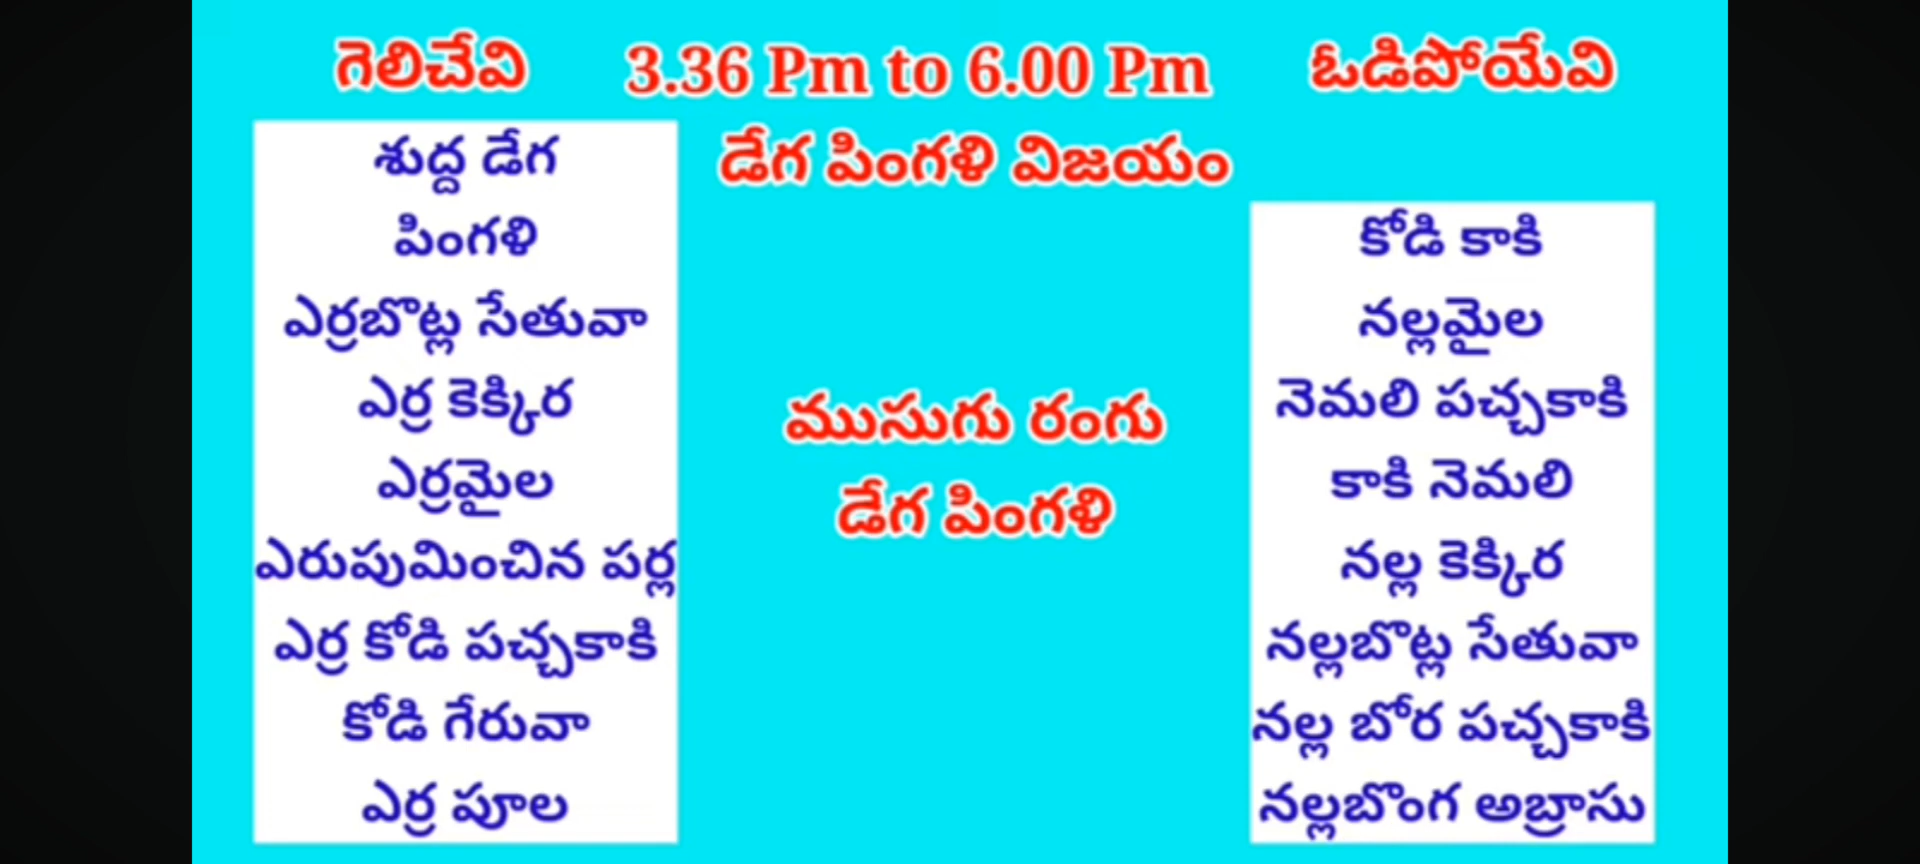 గెలిచేవి
3.36 Pm to 6.00 Pm
ఓడిపోయేవి
డేగ పింగళి విజయం
శుద్ద డేగ
పింగళి
ఎర్రబొట్ల సేతువా
ఎర్ర కెక్కిర
ఎర్రమైల
ఎరుపుమించిన పర్ల
ఎర్ర కోడి పచ్చకాకి
కోడి గేరువా
ఎర్ర పూల
ముసుగు రంగు
డేగ పింగళి
కోడి కాకి
నల్లమైల
నెమలి పచ్చకాకి
కాకి నెమలి
నల్ల కెక్కిర
నల్లబొట్ల సేతువా
నల్ల బోర పచ్చకాకి
నల్లబొంగ అబ్రాసు